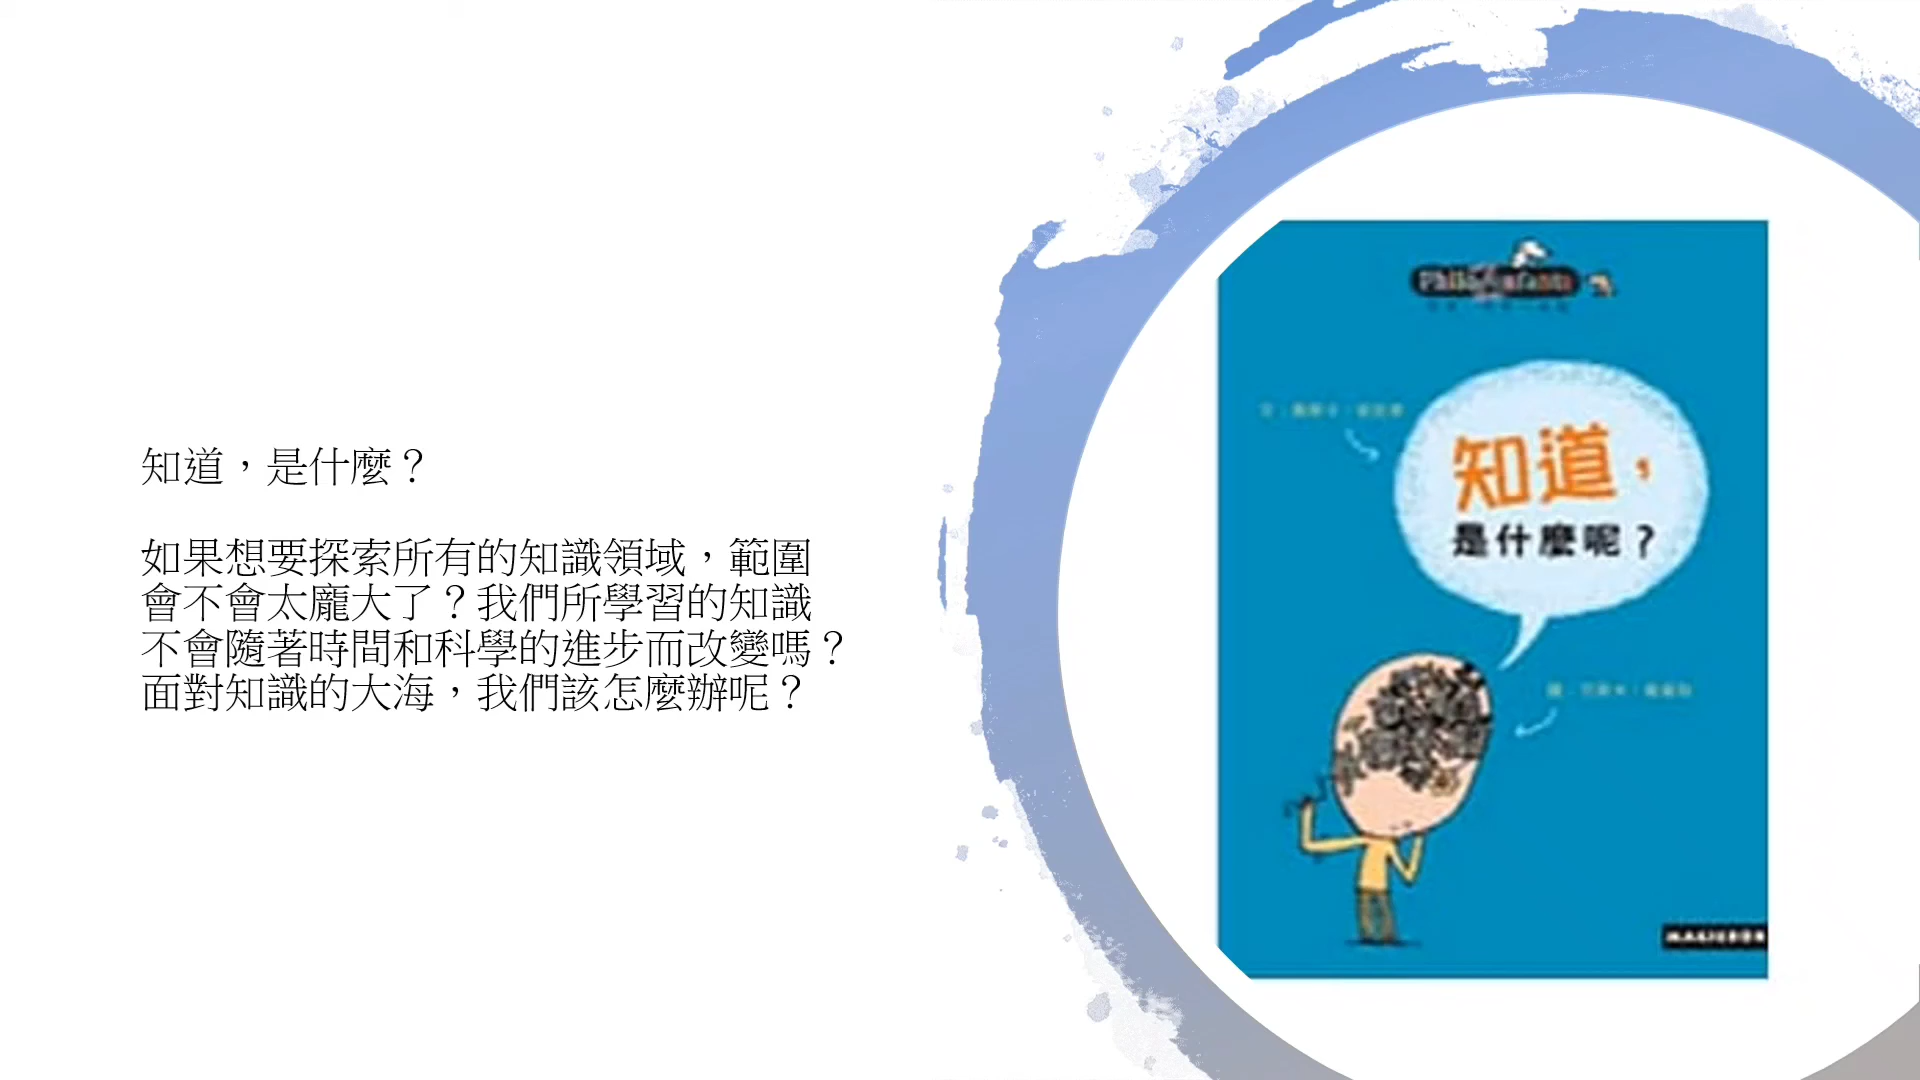 知道，是什麼？
如果想要探索所有的知識領域，範圍
會不會太龐大了？我們所學習的知識
不會隨著時間和科學的進步而改變嗎？
面對知識的大海，我們該怎麼辦呢？
知道，
是什麼呢？